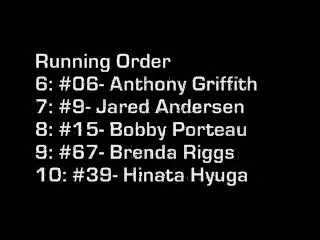 Running Order
6: #06- Anthony Griffith
7: #9- Jared Andersen
8: #15- Bobby Porteau
9: #67- Brenda Riggs
10: #39- Hinata Hyuga